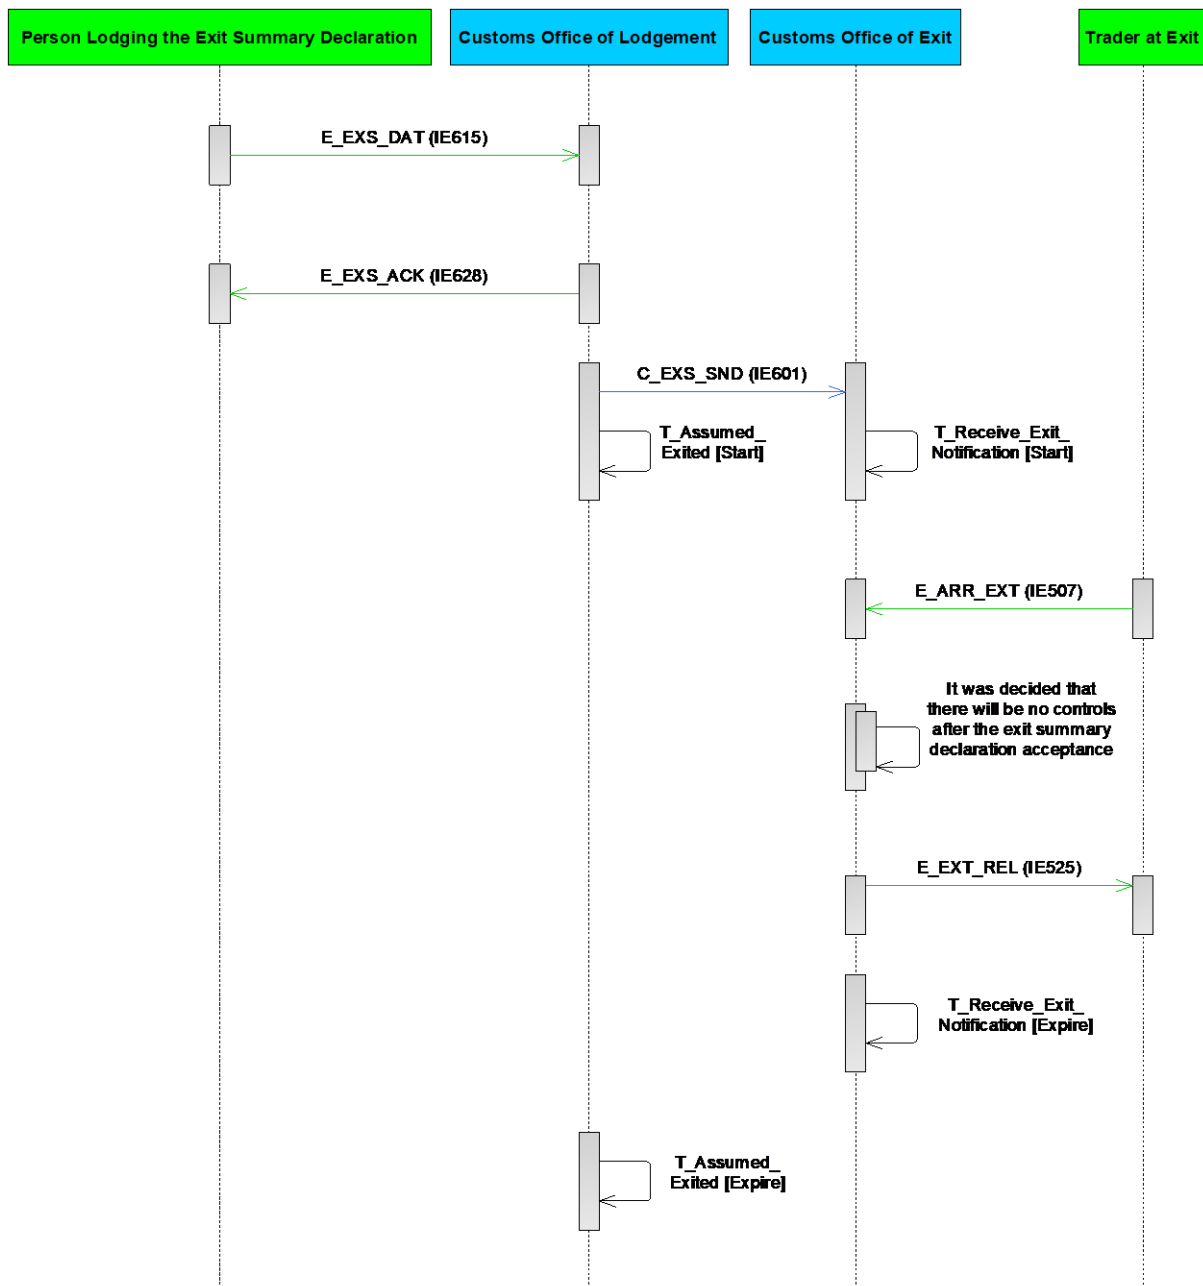 Person Lodging the Exit Summary Declaration
Customs Office of Lodgement
Customs Office of Exit
Trader at Exit
E_EXS_DAT (IE615)
E_EXS_ACK (IE628)
C_EXS_SND (IE601)
T_Assumed_
Exited [Start]
T_Receive_Exit_
Notification [Start]
E_ARR_EXT (IE507)
It was decided that
there will be no controls
after the exit summary
declaration acceptance
E_EXT_REL (IE525)
T_Receive_Exit_
Notification [Expire]
T_Assumed_
Exited [Expire]